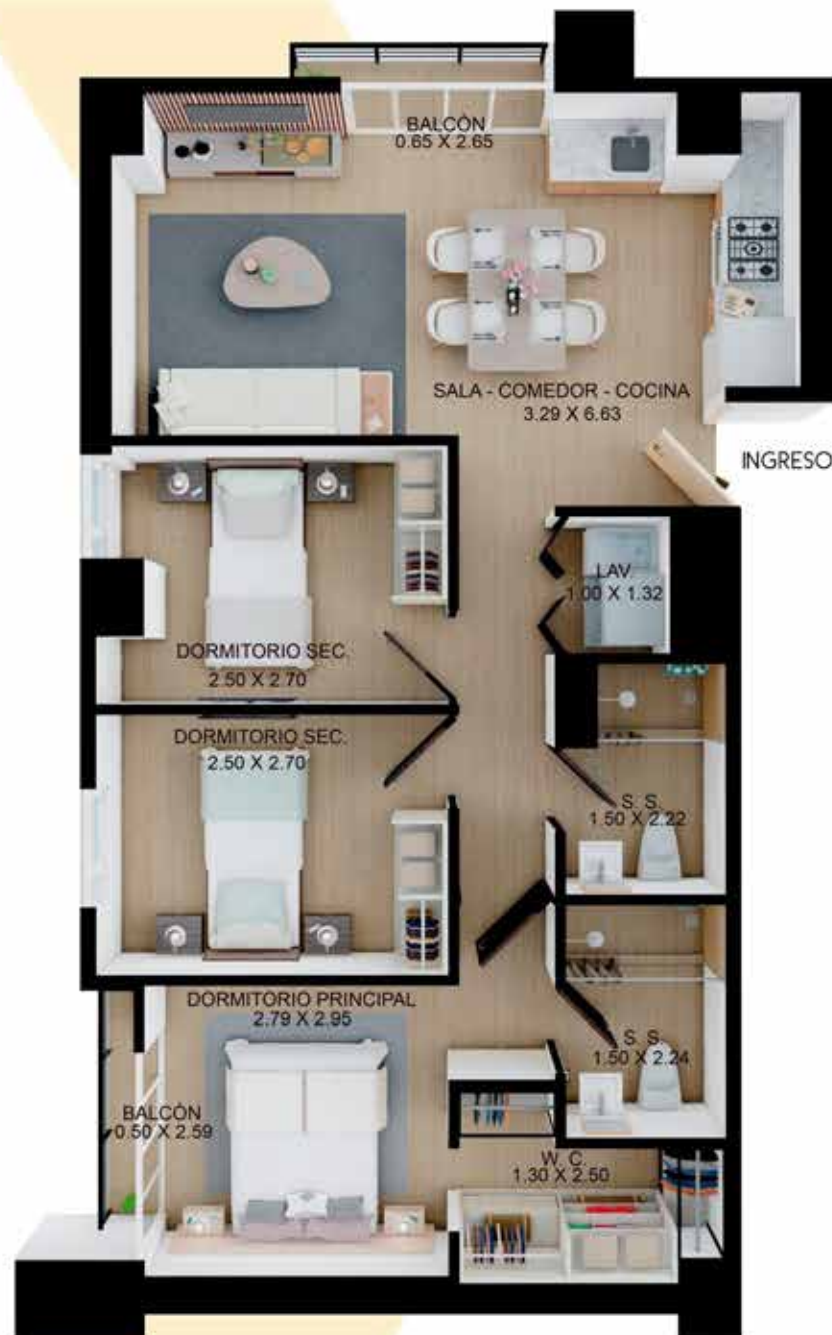 BALCÓN
0.65 X 2.65
SALA - COMEDOR - COCINA
3.29 X 6.63
INGRESO
LAV.
1.00 X 1.32
DORMITORIO SEC.
2.50 X 2.70
DORMITORIO SEC.
2.50 X 2.70
S. S.
1.50 X 2.22
DORMITORIO PRINCIPAL
2.79 X 2.95
S. S.
1.50 X 2.24
BALCÓN
0.50 X 2.59
W. C.
1.30 X 2.50